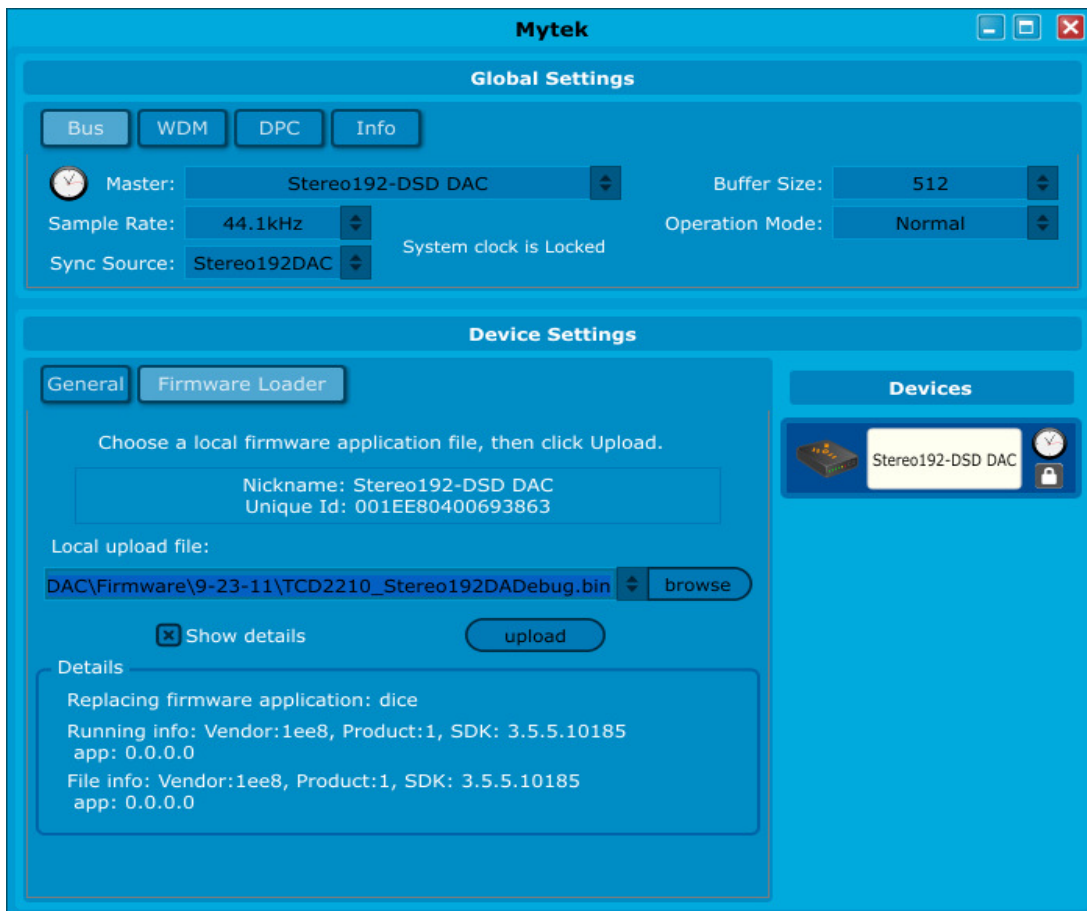 Mytek
Global Settings
Bus WDM DPC Info
Master: Stereo192-DSD DAC Buffer Size: 512
Sample Rate: 44.1kHz Operation Mode: Normal
System clock is Locked
Sync Source: Stereo192DAC
Device Settings
General Firmware Loader
Devices
Choose a local firmware application file, then click Upload.
Stereo192-DSD DAC
Nickname: Stereo192-DSD DAC
Unique Id: 001EE80400693863
Local upload file:
DAC\Firmware\9-23-11\TCD2210_Stereo192DADebug.bin browse
Show details upload
Details
Replacing firmware application: dice
Running info: Vendor:1ee8, Product:1, SDK: 3.5.5.10185
app: 0.0.0.0
File info: Vendor:1ee8, Product:1, SDK: 3.5.5.10185
app: 0.0.0.0